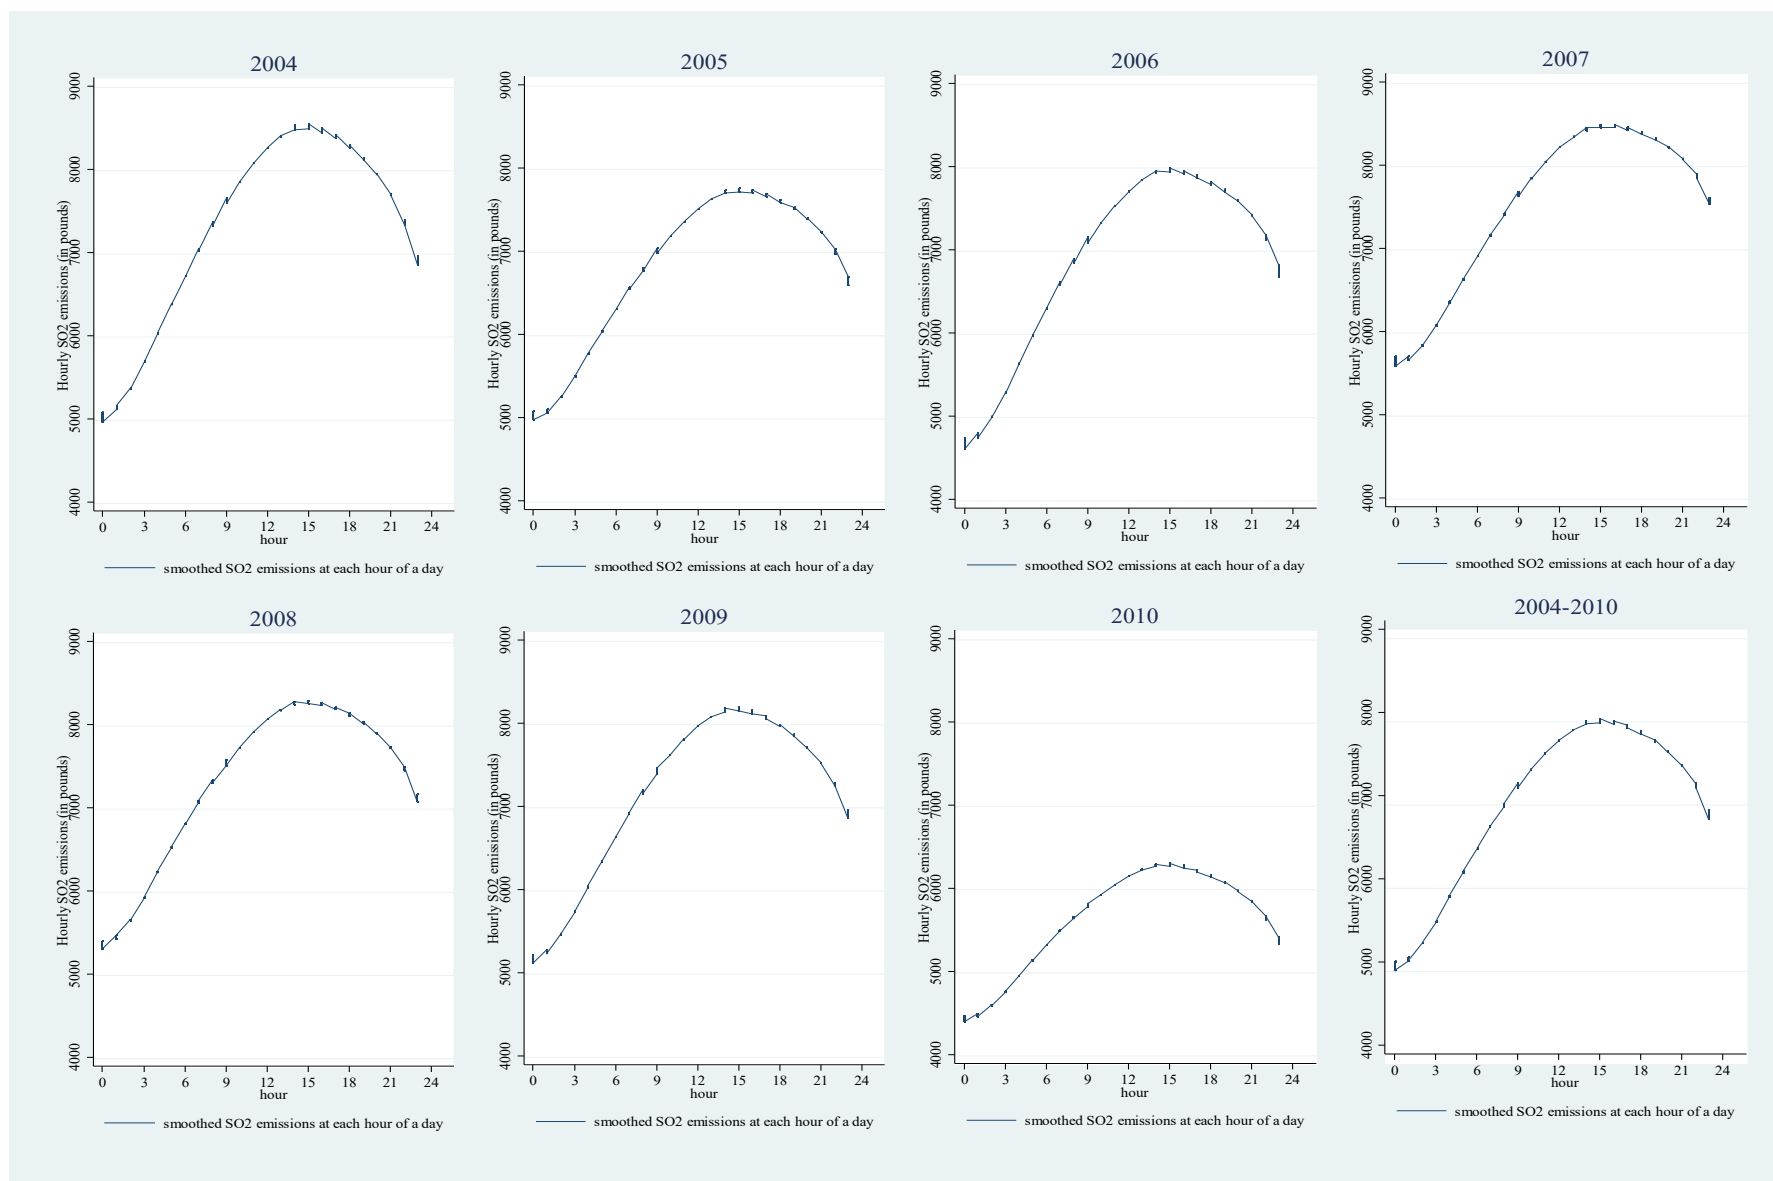 2004
Hourly SO2 emissions (in pounds)
9000
8000
7000
6000
5000
4000
0 3 6 9 12 15 18 21 24
hour
smoothed SO2 emissions at each hour of a day
2005
Hourly SO2 emissions (in pounds)
9000
8000
7000
6000
5000
4000
0 3 6 9 12 15 18 21 24
hour
smoothed SO2 emissions at each hour of a day
2006
Hourly SO2 emissions (in pounds)
9000
8000
7000
6000
5000
4000
0 3 6 9 12 15 18 21 24
hour
smoothed SO2 emissions at each hour of a day
2007
Hourly SO2 emissions (in pounds)
9000
8000
7000
6000
5000
4000
0 3 6 9 12 15 18 21 24
hour
smoothed SO2 emissions at each hour of a day
2008
Hourly SO2 emissions (in pounds)
9000
8000
7000
6000
5000
4000
0 3 6 9 12 15 18 21 24
hour
smoothed SO2 emissions at each hour of a day
2009
Hourly SO2 emissions (in pounds)
9000
8000
7000
6000
5000
4000
0 3 6 9 12 15 18 21 24
hour
smoothed SO2 emissions at each hour of a day
2010
Hourly SO2 emissions (in pounds)
9000
8000
7000
6000
5000
4000
0 3 6 9 12 15 18 21 24
hour
smoothed SO2 emissions at each hour of a day
2004-2010
Hourly SO2 emissions (in pounds)
9000
8000
7000
6000
5000
4000
0 3 6 9 12 15 18 21 24
hour
smoothed SO2 emissions at each hour of a day